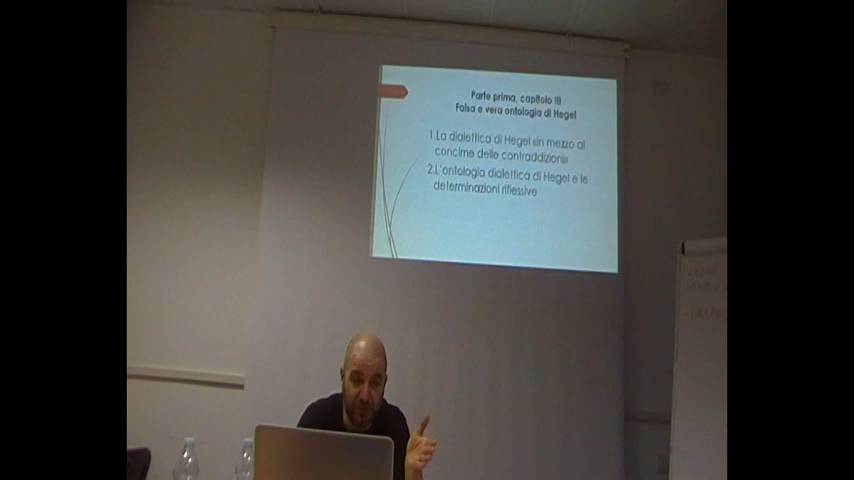 Parte prima, capitolo III
Falsa e vera ontologia di Hegel
1.La dialettica di Hegel «in mezzo al
concime delle contraddizioni»
2.L'ontologia dialettica di Hegel e le
determinazioni riflessive